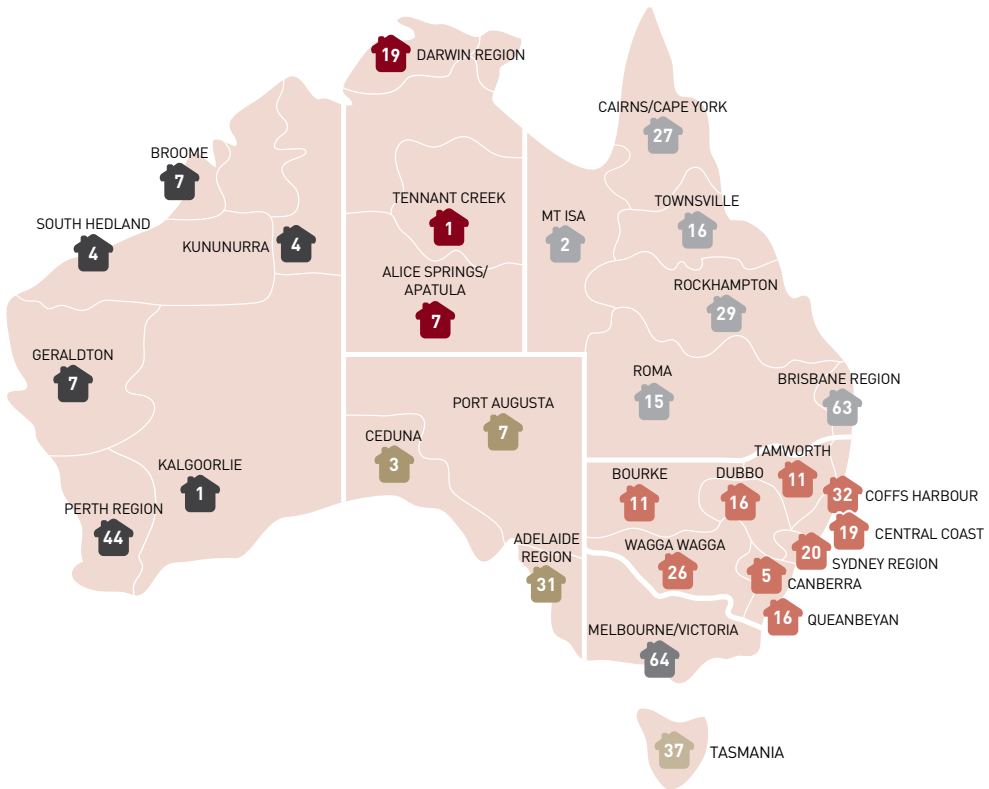 19
DARWIN REGION
CAIRNS/CAPE YORK
27
BROOME
7
TENNANT CREEK
1
TOWNSVILLE
16
MT ISA
2
SOUTH HEDLAND
4
KUNUNURRA
4
ALICE SPRINGS/
APATULA
7
ROCKHAMPTON
29
GERALDTON
7
ROMA
15
BRISBANE REGION
63
PORT AUGUSTA
7
CEDUNA
3
TAMWORTH
11
KALGOORLIE
1
BOURKE
11
DUBBO
16
32
COFFS HARBOUR
PERTH REGION
44
19
CENTRAL COAST
ADELAIDE
REGION
31
WAGGA WAGGA
26
20
SYDNEY REGION
5
CANBERRA
16
QUEANBEYAN
MELBOURNE/VICTORIA
64
37
TASMANIA